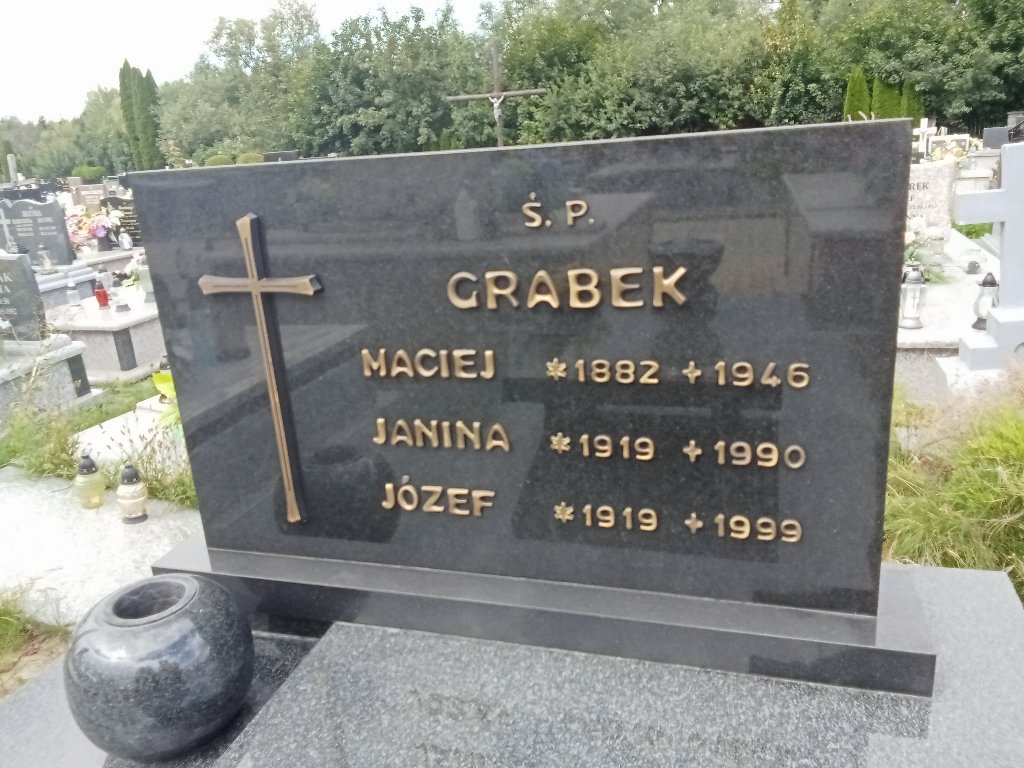 Ś. P.
GRABEK
MACIEJ * 1882 + 1946
JANINA * 1919 + 1990
JÓZEF * 1919 + 1999